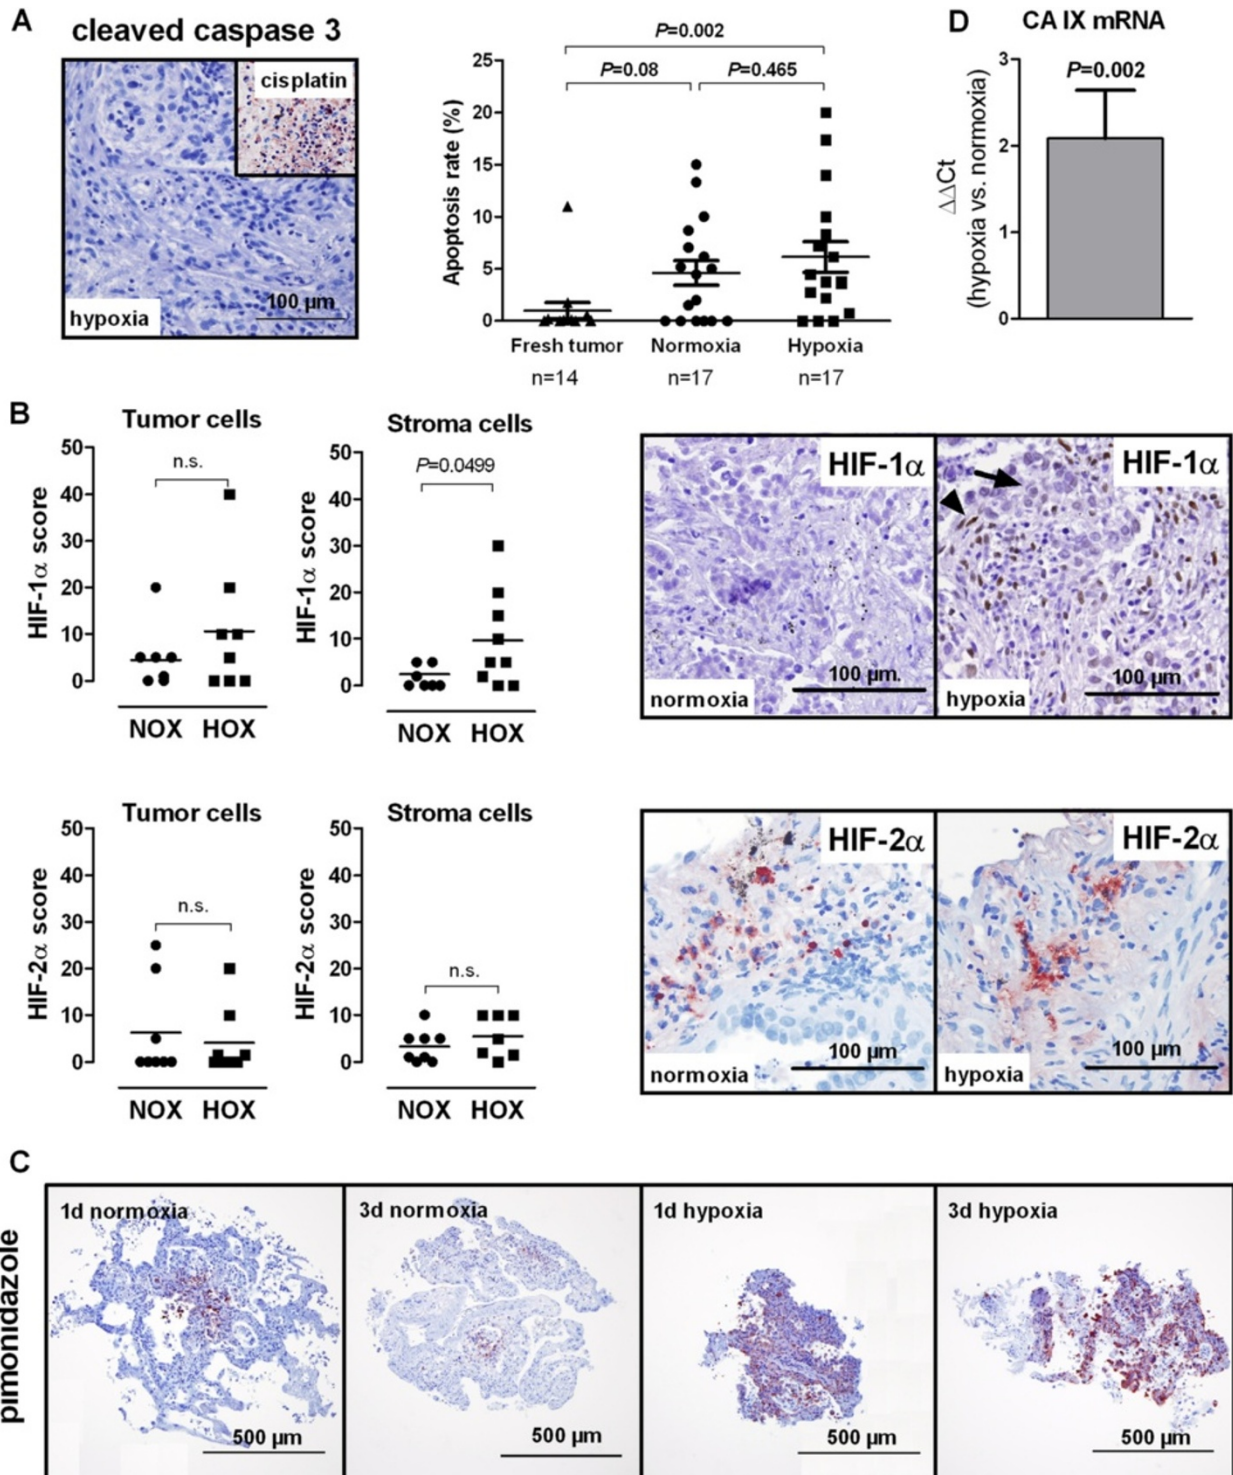 A
cleaved caspase 3
cisplatin
100 µm
hypoxia
P=0.002
P=0.08
P=0.465
Apoptosis rate (%)
25
20
15
10
5
0
Fresh tumor
Normoxia
Hypoxia
n=14
n=17
n=17
D
CA IX mRNA
P=0.002
ΔΔCt
(hypoxia vs. normoxia)
3
2
1
0
B
Tumor cells
HIF-1α score
50
40
30
20
10
0
n.s.
NOX HOX
Stroma cells
HIF-1α score
50
40
30
20
10
0
P=0.0499
NOX HOX
HIF-1α
100 µm
normoxia
HIF-1α
100 µm
hypoxia
Tumor cells
HIF-2α score
50
40
30
20
10
0
n.s.
NOX HOX
Stroma cells
HIF-2α score
50
40
30
20
10
0
n.s.
NOX HOX
HIF-2α
100 µm
normoxia
HIF-2α
100 µm
hypoxia
C
pimonidazole
1d normoxia
500 µm
3d normoxia
500 µm
1d hypoxia
500 µm
3d hypoxia
500 µm